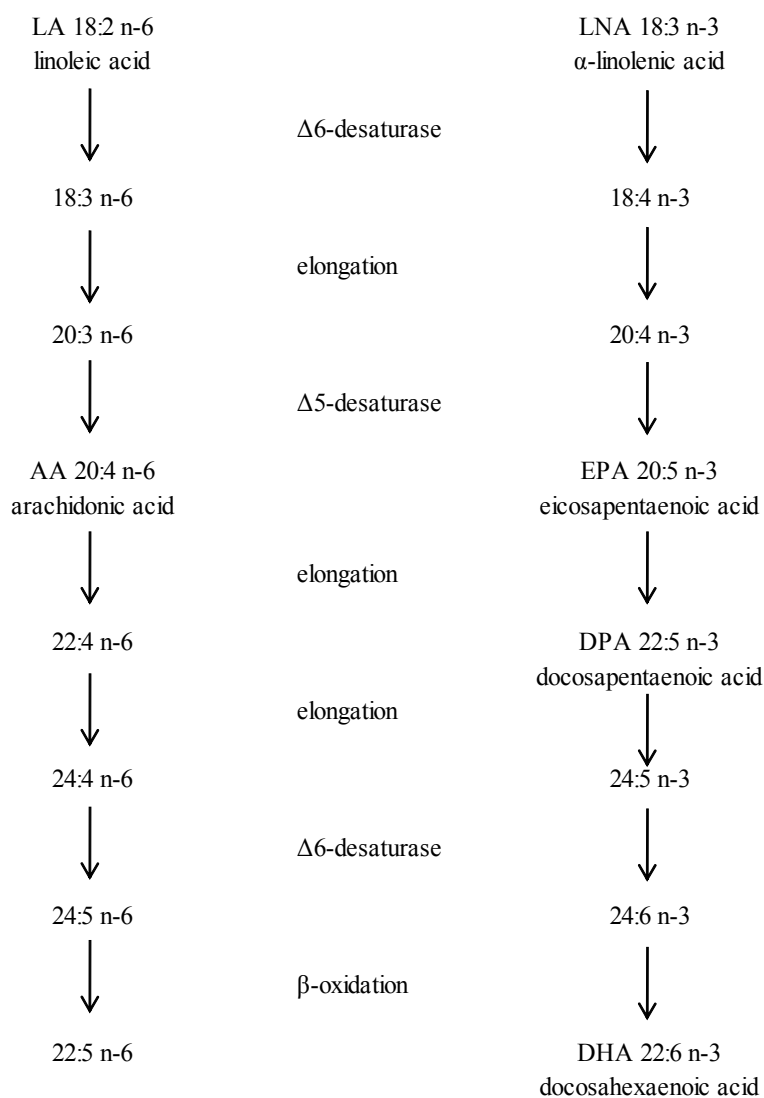 LA 18:2 n-6
linoleic acid
LNA 18:3 n-3
α-linolenic acid
Δ6-desaturase
18:3 n-6
18:4 n-3
elongation
20:3 n-6
20:4 n-3
Δ5-desaturase
AA 20:4 n-6
arachidonic acid
EPA 20:5 n-3
eicosapentaenoic acid
elongation
22:4 n-6
DPA 22:5 n-3
docosapentaenoic acid
elongation
24:4 n-6
24:5 n-3
Δ6-desaturase
24:5 n-6
24:6 n-3
β-oxidation
22:5 n-6
DHA 22:6 n-3
docosahexaenoic acid